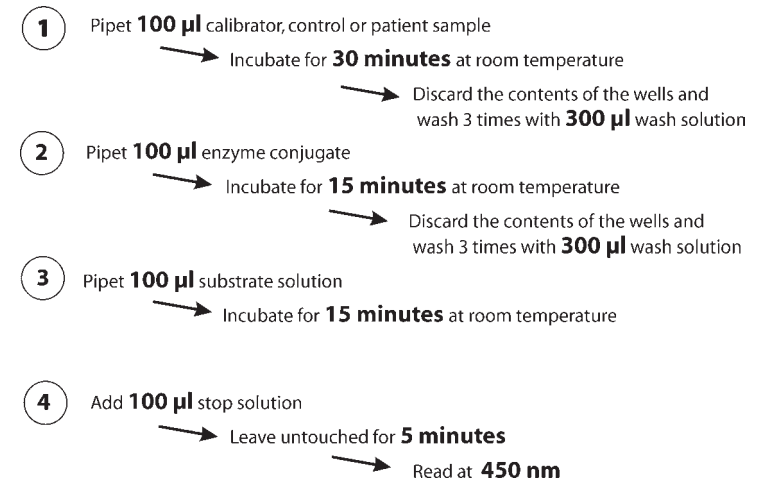 1 Pipet 100 µl calibrator, control or patient sample
Incubate for 30 minutes at room temperature
Discard the contents of the wells and
wash 3 times with 300 µl wash solution
2 Pipet 100 µl enzyme conjugate
Incubate for 15 minutes at room temperature
Discard the contents of the wells and
wash 3 times with 300 µl wash solution
3 Pipet 100 µl substrate solution
Incubate for 15 minutes at room temperature
4 Add 100 µl stop solution
Leave untouched for 5 minutes
Read at 450 nm